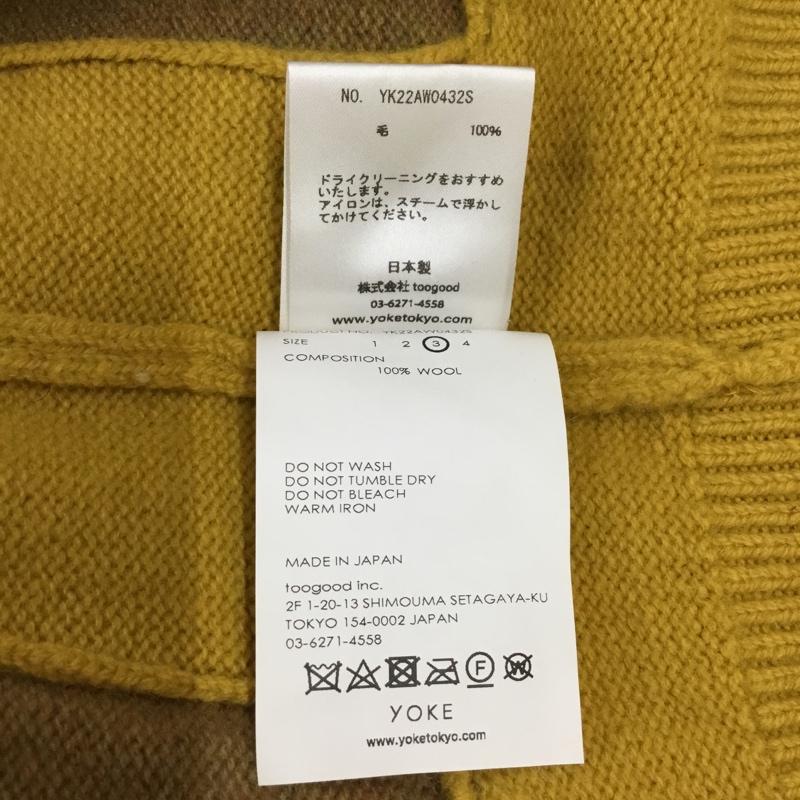 NO. YK22AW0432S
毛 100%
ドライクリーニングをおすすめ
いたします。
アイロンは、スチームで浮かし
てかけてください。
日本製
株式会社 toogood
03-6271-4558
www.yoketokyo.com
PRODUCT NO. YK22AW0432S
SIZE 1 2 3 4
COMPOSITION
100% WOOL
DO NOT WASH
DO NOT TUMBLE DRY
DO NOT BLEACH
WARM IRON
MADE IN JAPAN
toogood inc.
2F 1-20-13 SHIMOUMA SETAGAYA-KU
TOKYO 154-0002 JAPAN
03-6271-4558
F W
YOKE
www.yoketokyo.com